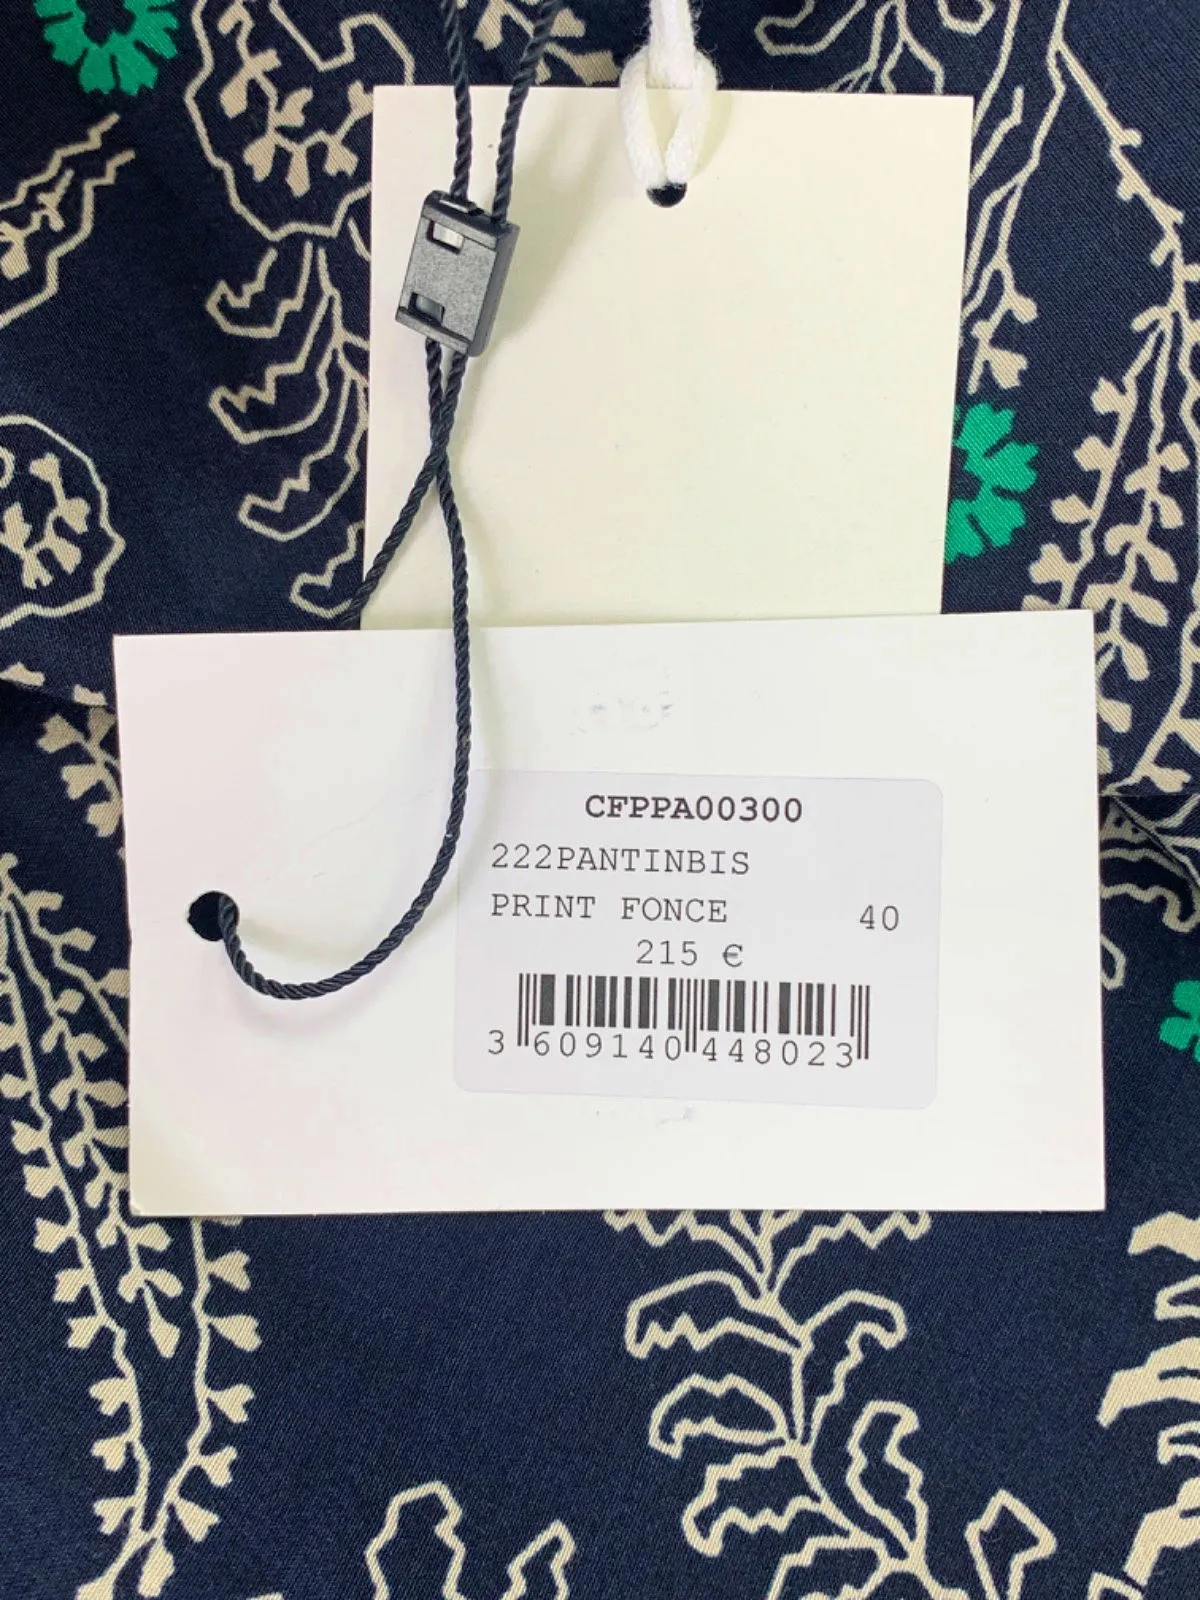 CFPPA00300
222PANTINBIS
PRINT FONCE 40
215 €
3 609140 448023